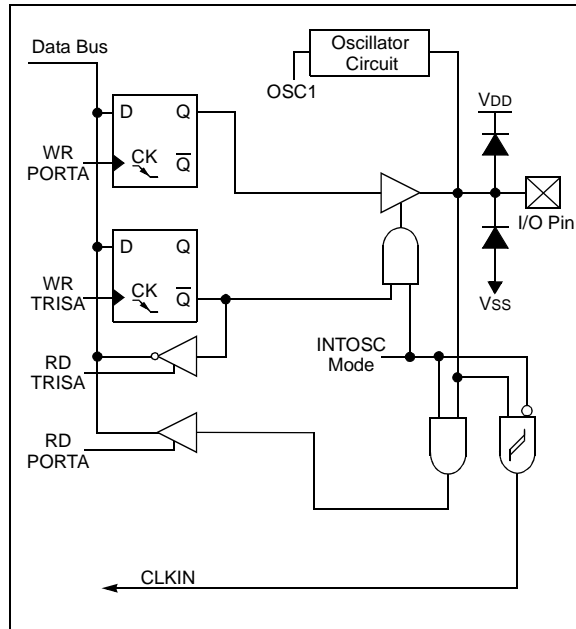 Data Bus
Oscillator
Circuit
OSC1
VDD
D Q
WR
PORTA
CK Q
I/O Pin
D Q
WR
TRISA
CK Q
VSS
INTOSC
Mode
RD
TRISA
RD
PORTA
CLKIN